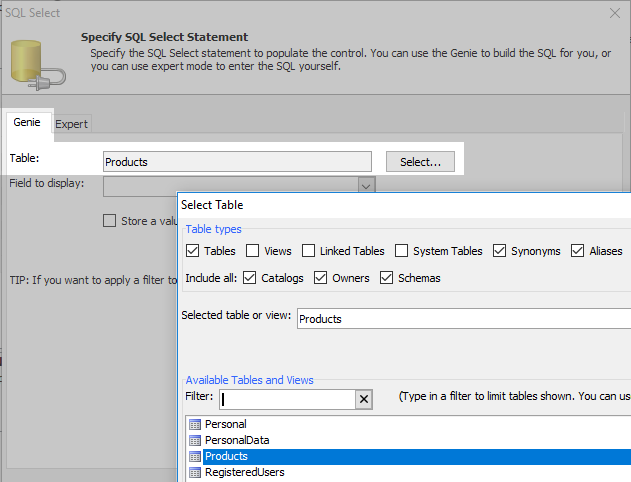 SQL Select
Specify SQL Select Statement
Specify the SQL Select statement to populate the control. You can use the Genie to build the SQL for you, or
you can use expert mode to enter the SQL yourself.
Genie Expert
Table: Products Select...
Field to display:
Store a valu
Select Table
Table types
Tables Views Linked Tables System Tables Synonyms Aliases
Include all: Catalogs Owners Schemas
TIP: If you want to apply a filter to
Selected table or view: Products
Available Tables and Views
Filter: (Type in a filter to limit tables shown. You can us
Personal
PersonalData
Products
RegisteredUsers